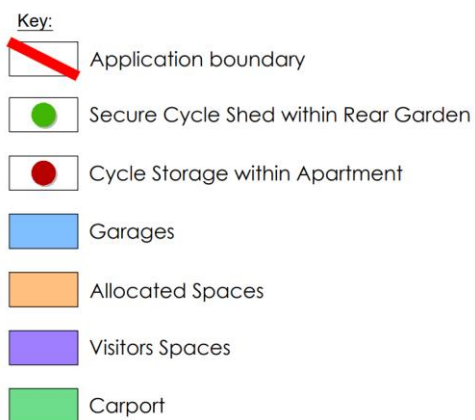 Key:
Application boundary
Secure Cycle Shed within Rear Garden
Cycle Storage within Apartment
Garages
Allocated Spaces
Visitors Spaces
Carport